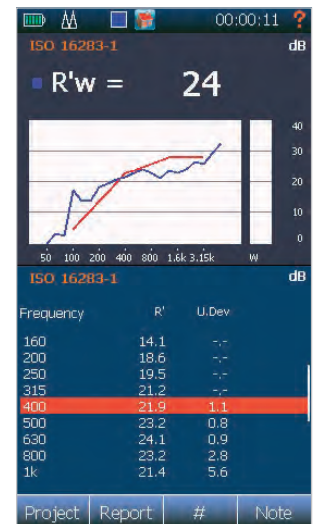 00:00:11 ?
ISO 16283-1 dB
R'w = 24
40
30
20
10
0
50 100 200 400 800 1.6k 3.15k W
ISO 16283-1 dB
Frequency R' U.Dev
160 14.1 -.-
200 18.6 -.-
250 19.5 -.-
315 21.2 -.-
400 21.9 1.1
500 23.2 0.8
630 24.1 0.9
800 23.2 2.8
1k 21.4 5.6
Project Report # Note